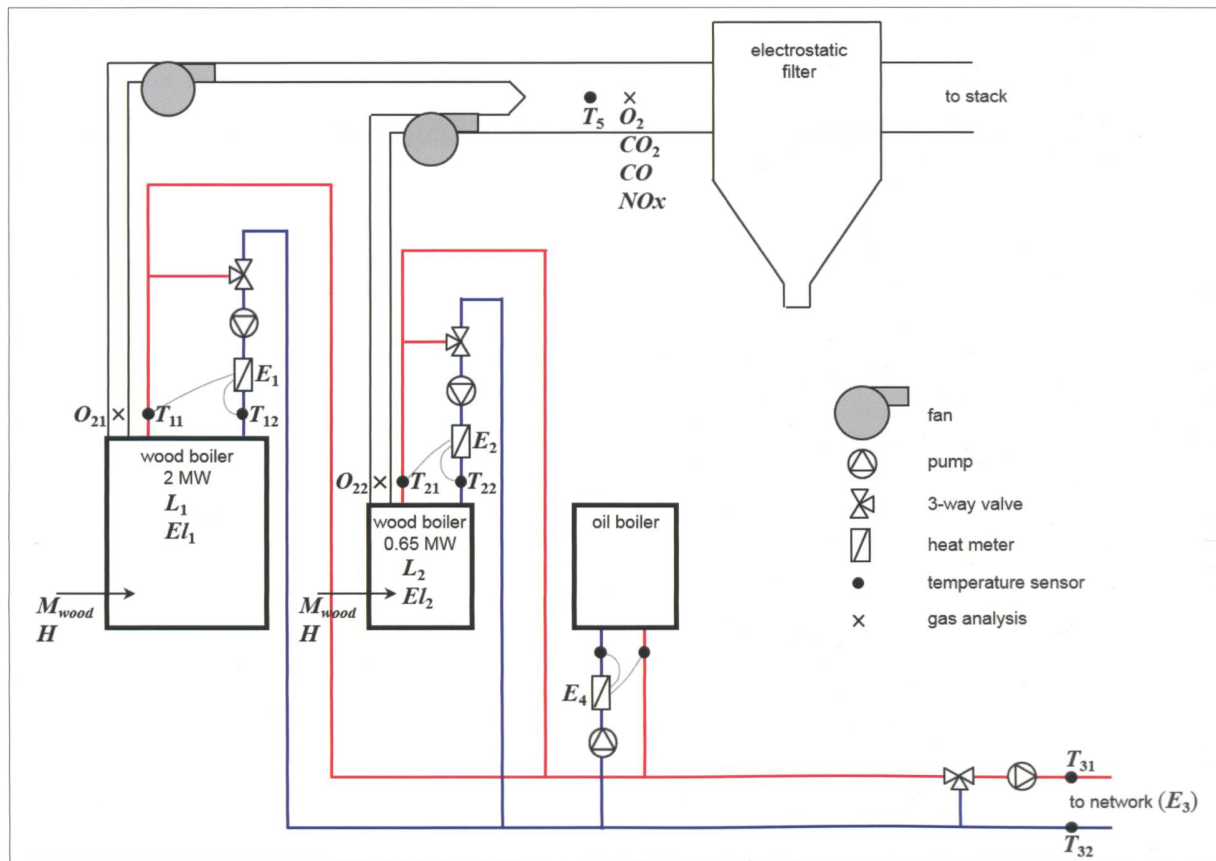 electrostatic
filter
to stack
T5 O2
CO2
CO
NOx
E1
O21 T11 T12
wood boiler
2 MW
L1
El1
Mwood
H
E2
O22 T21 T22
wood boiler
0.65 MW
L2
El2
Mwood
H
oil boiler
E4
fan
pump
3-way valve
heat meter
temperature sensor
gas analysis
T31
to network (E3)
T32